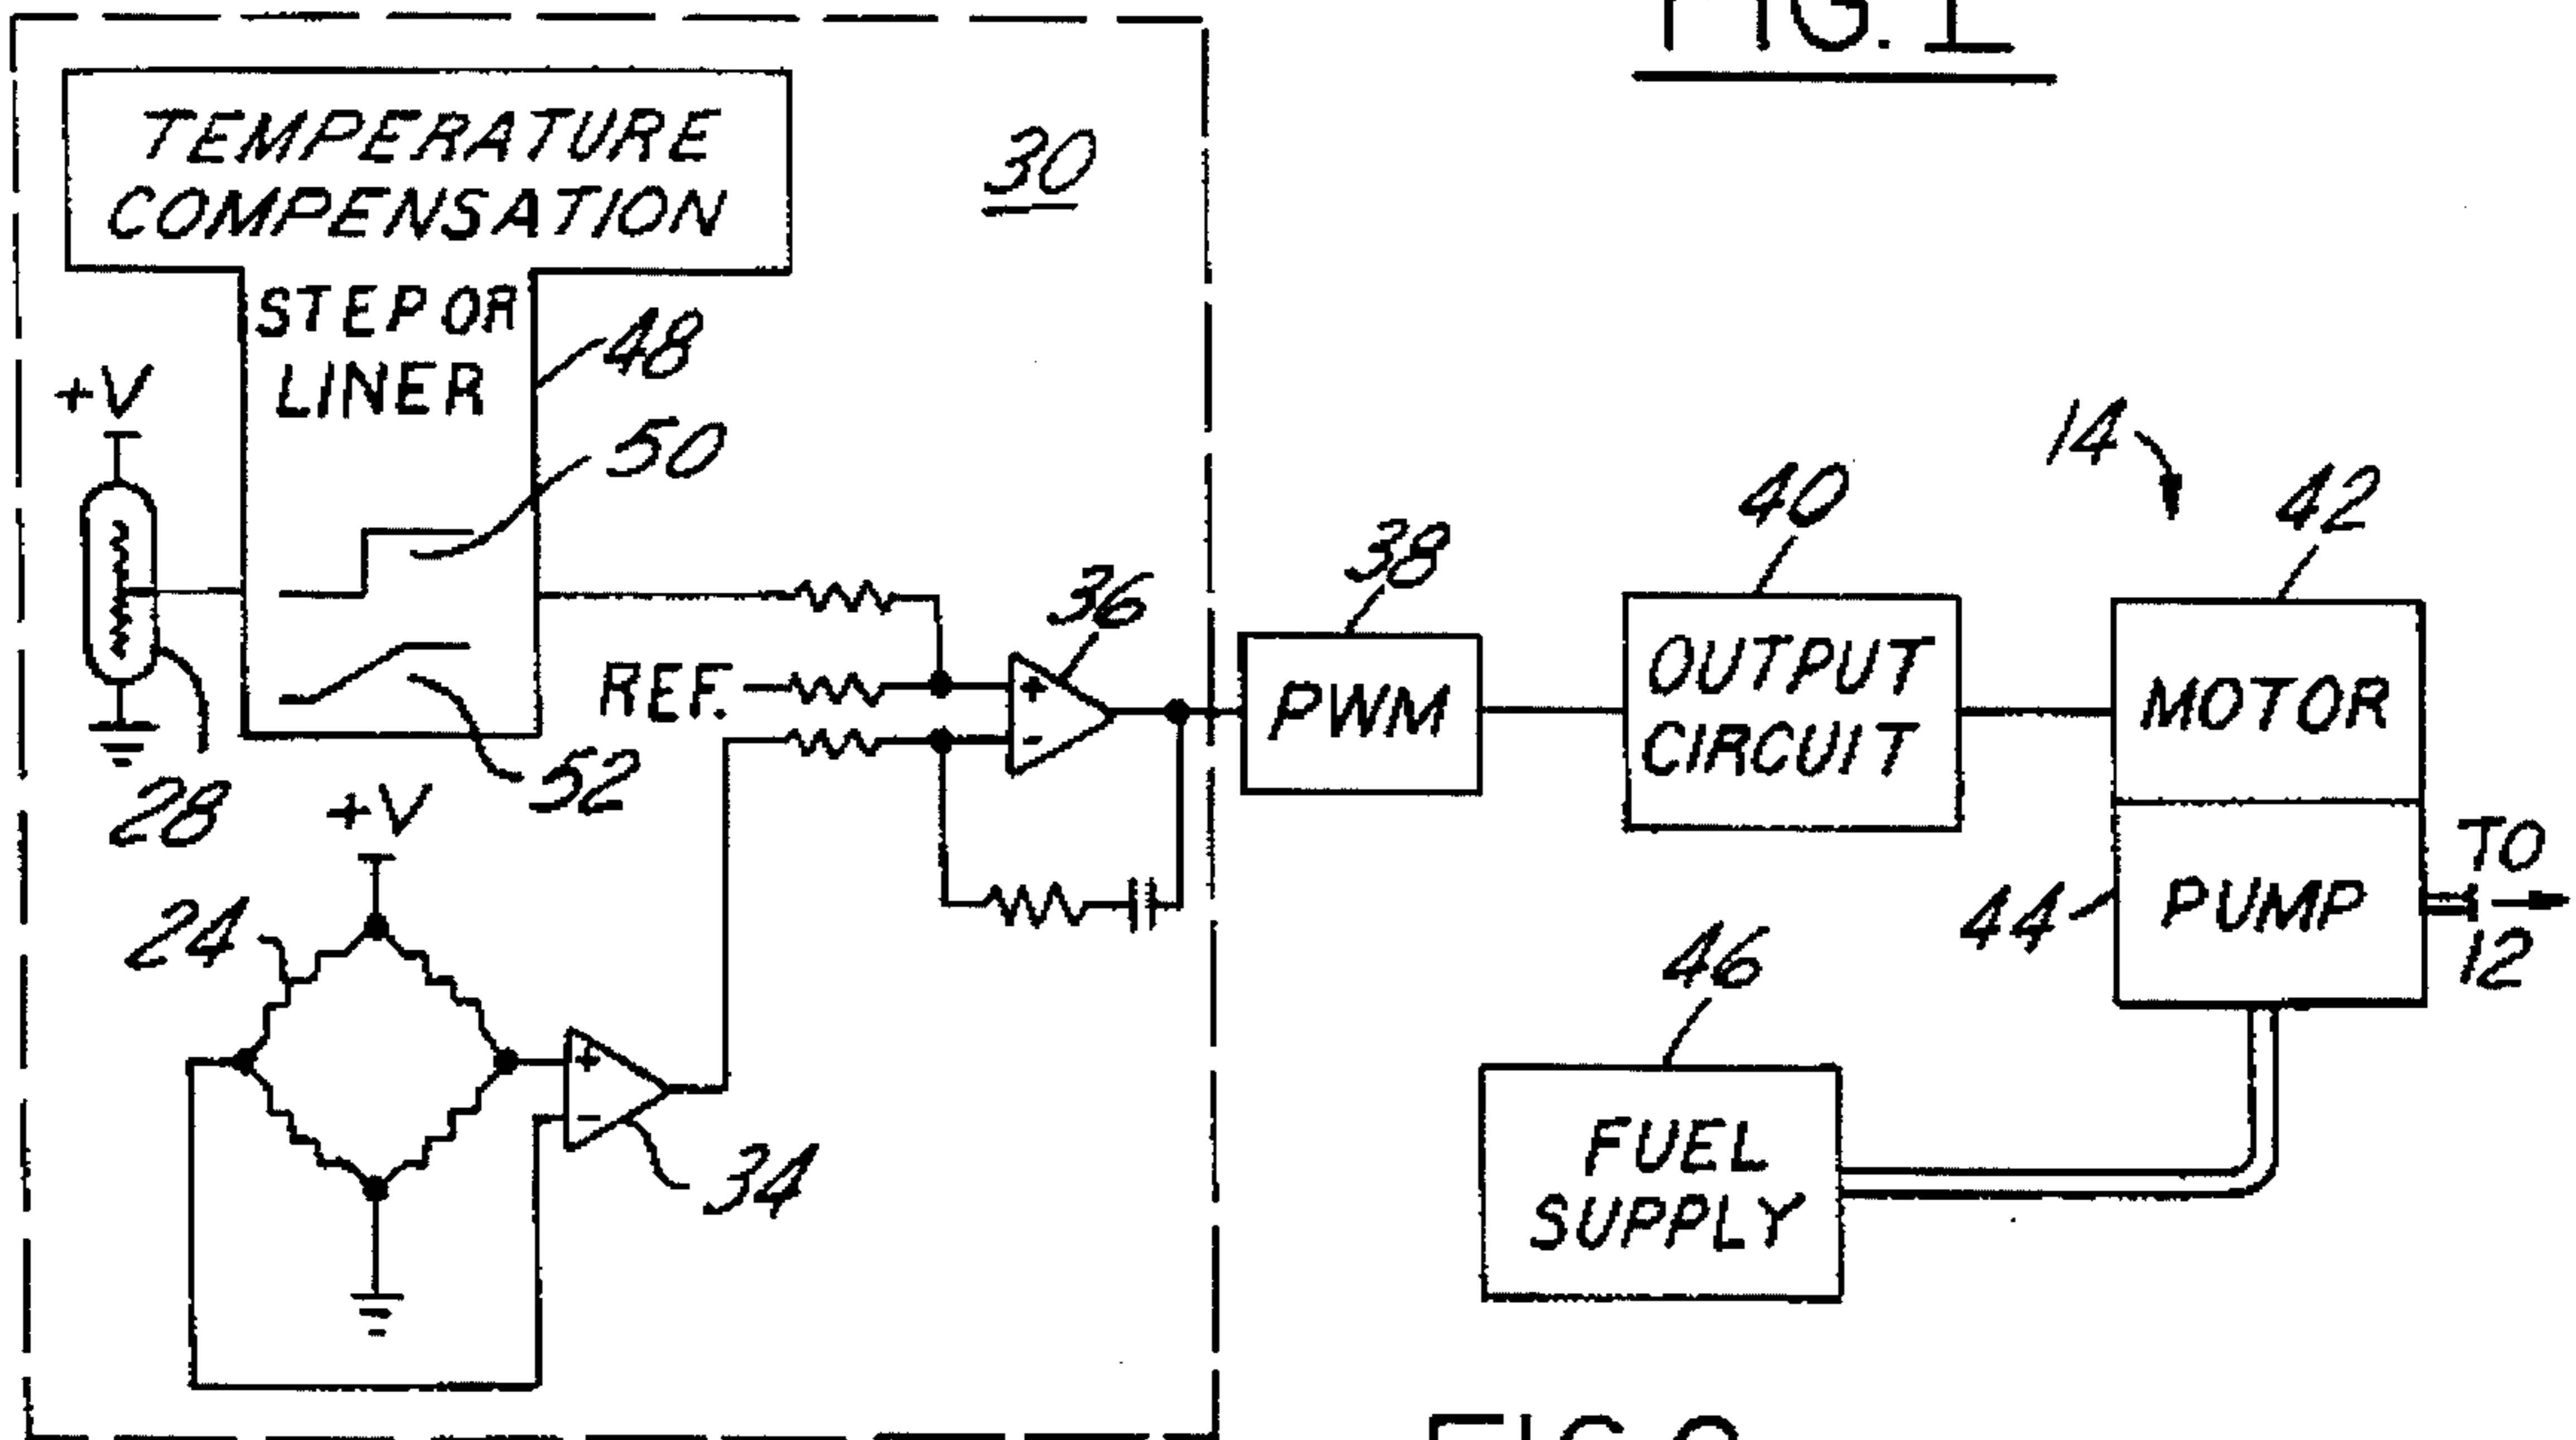 FIG. 1
TEMPERATURE
COMPENSATION
30
STEP OR
LINER
48
+V
50
14
40
42
38
36
REF.
+
-
PWM
OUTPUT
CIRCUIT
MOTOR
28
52
+V
24
TO
12
44
PUMP
46
+
-
34
FUEL
SUPPLY